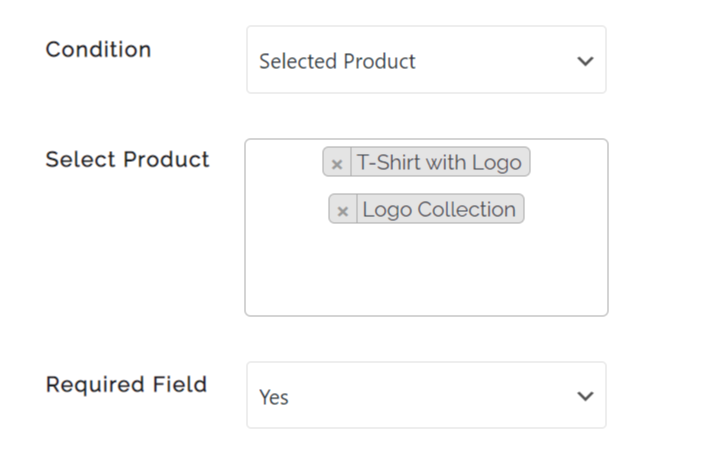 Condition
Selected Product
Select Product
× T-Shirt with Logo
× Logo Collection
Required Field
Yes